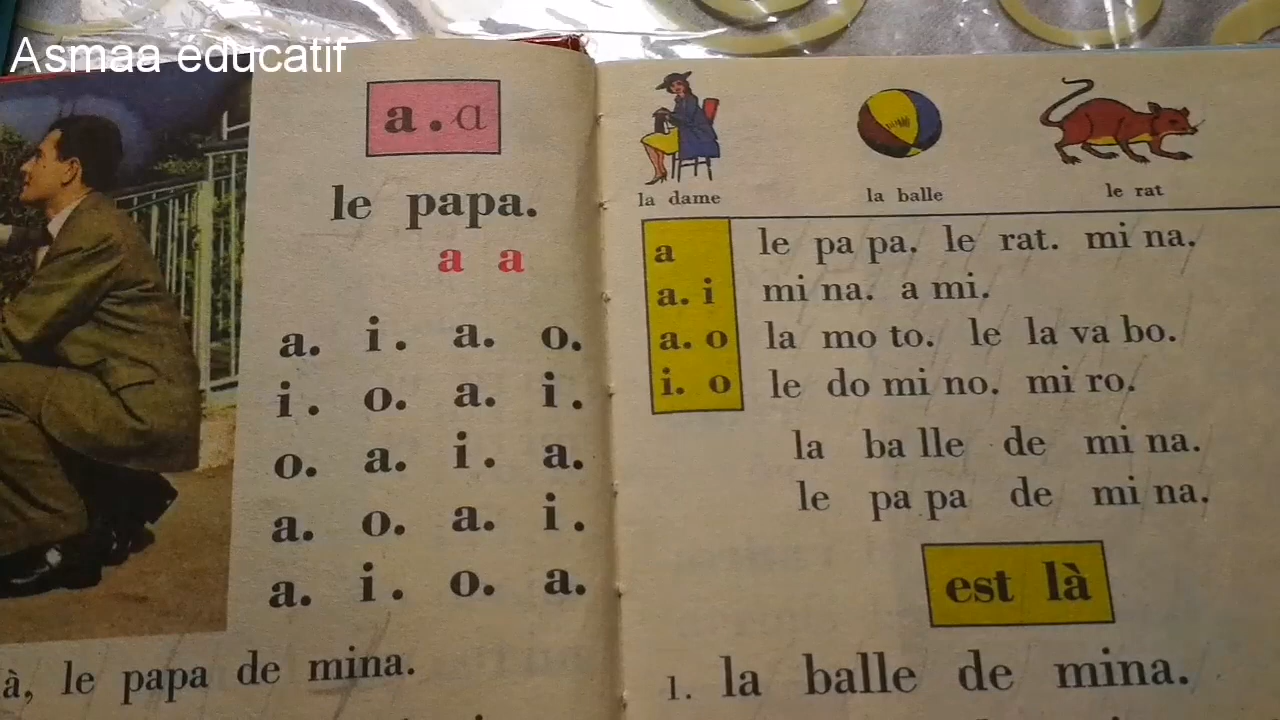 Asmaa educatif
a . a
le papa.
a a
a. i. a. o.
i. o. a. i.
o. a. i. a.
a. o. a. i.
a. i. o. a.
à, le papa de mina.
la dame la balle le rat
a le pa pa. le rat. mi na.
a. i mi na. a mi.
a. o la mo to. le la va bo.
i. o le do mi no. mi ro.
la ba lle de mi na.
le pa pa de mi na.
est là
1. la balle de mina.